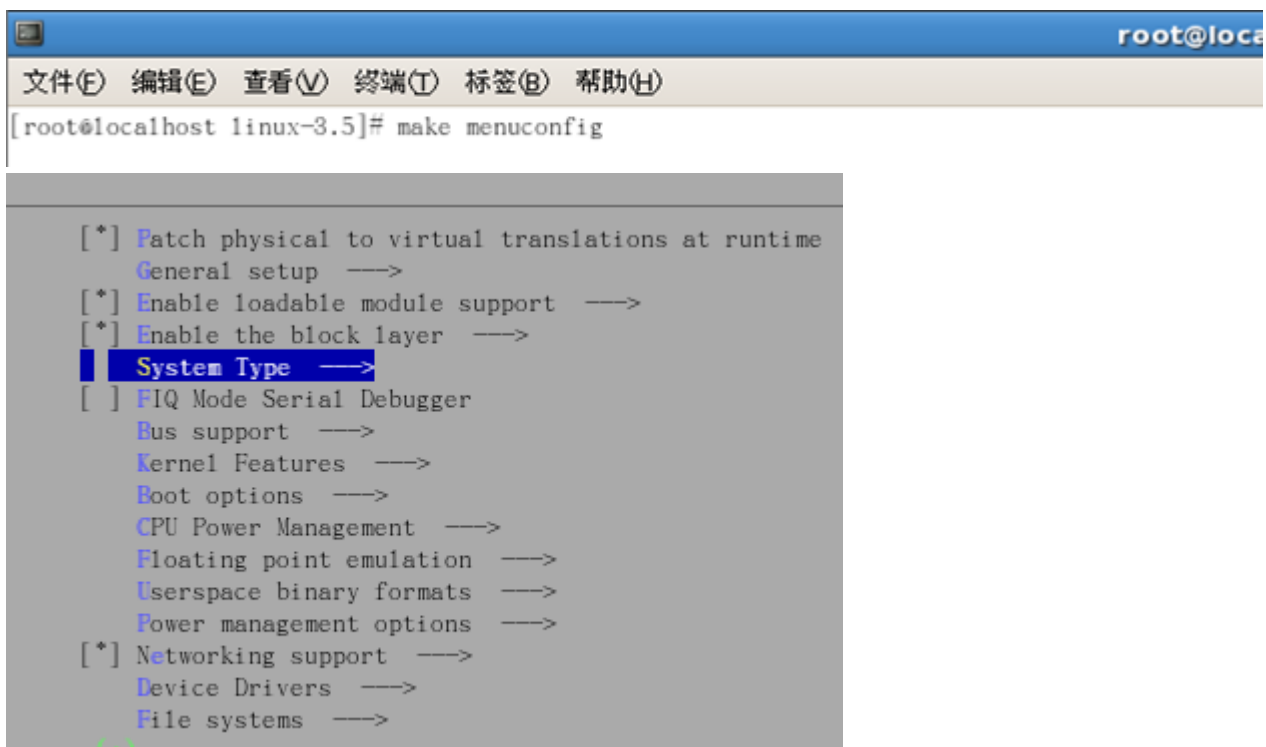 root@loca
文件(F) 编辑(E) 查看(V) 终端(T) 标签(B) 帮助(H)
[root@localhost linux-3.5]# make menuconfig
[*] Patch physical to virtual translations at runtime
General setup --->
[*] Enable loadable module support --->
[*] Enable the block layer --->
System Type --->
[ ] FIQ Mode Serial Debugger
Bus support --->
Kernel Features --->
Boot options --->
CPU Power Management --->
Floating point emulation --->
Userspace binary formats --->
Power management options --->
[*] Networking support --->
Device Drivers --->
File systems --->